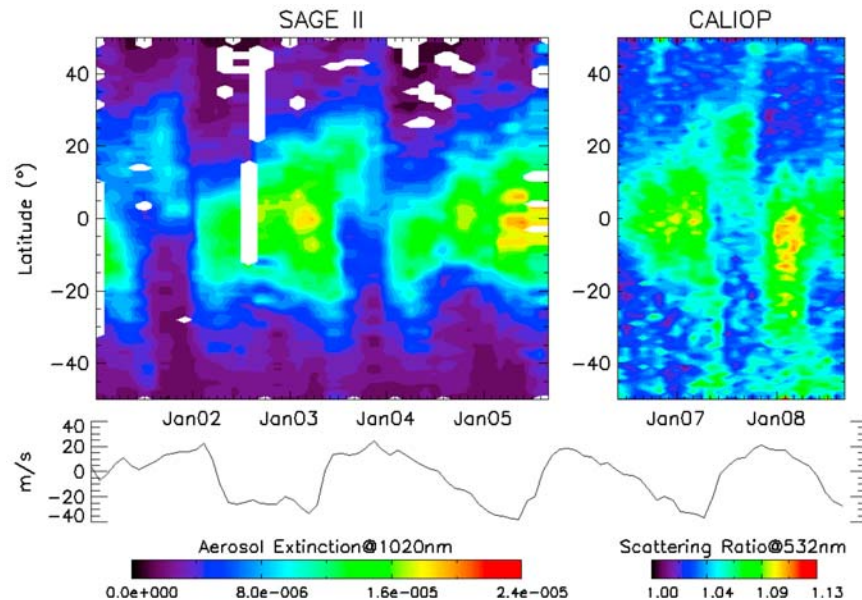 SAGE II
CALIOP
Latitude (°)
40
20
0
-20
-40
40
20
0
-20
-40
Jan02 Jan03 Jan04 Jan05
Jan07 Jan08
m/s
40
20
0
-20
-40
Aerosol Extinction@1020nm
0.0e+000 8.0e-006 1.6e-005 2.4e-005
Scattering Ratio@532nm
1.00 1.04 1.09 1.13